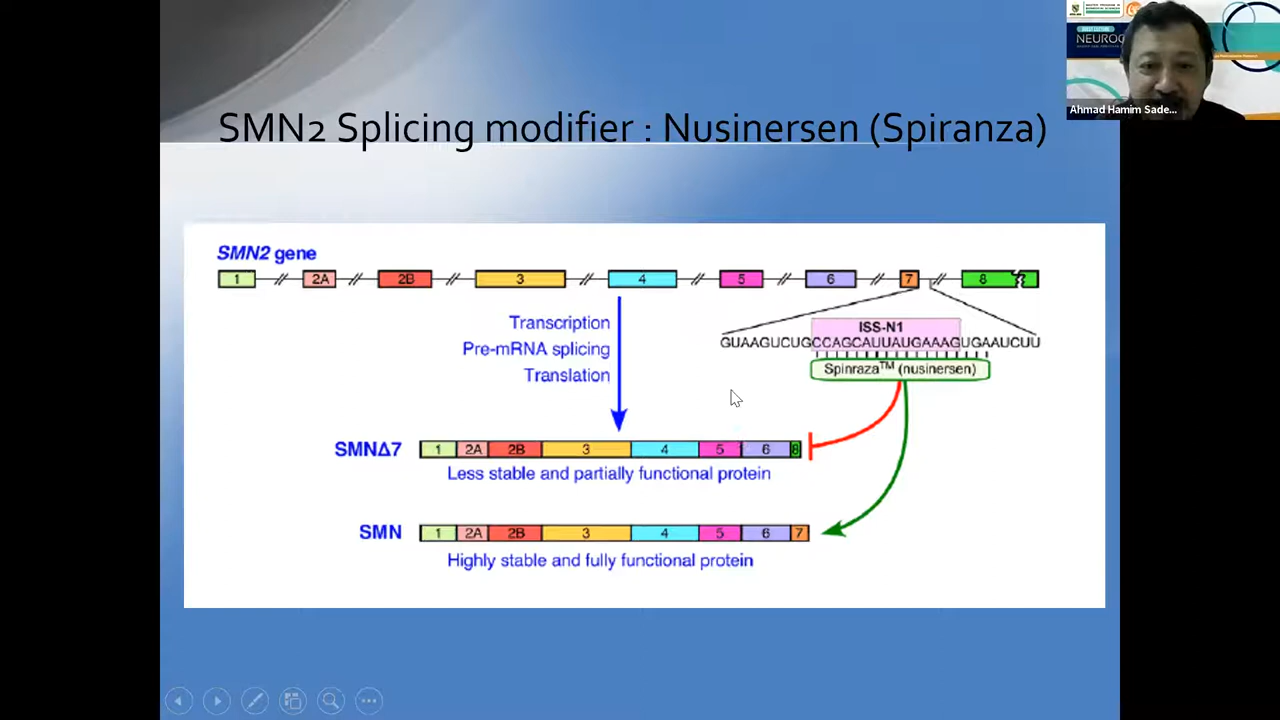 SMN2 Splicing modifier : Nusinersen (Spiranza)
NEUROG
Ahmad Hamim Sade...
SMN2 gene
1 2A 2B 3 4 5 6 7 8
Transcription
Pre-mRNA splicing
Translation
ISS-N1
GUAAGUCUGCCAGCAUUAUGAAAGUGAAUCUU
Spinraza™ (nusinersen)
SMNΔ7 1 2A 2B 3 4 5 6 8
Less stable and partially functional protein
SMN 1 2A 2B 3 4 5 6 7
Highly stable and fully functional protein